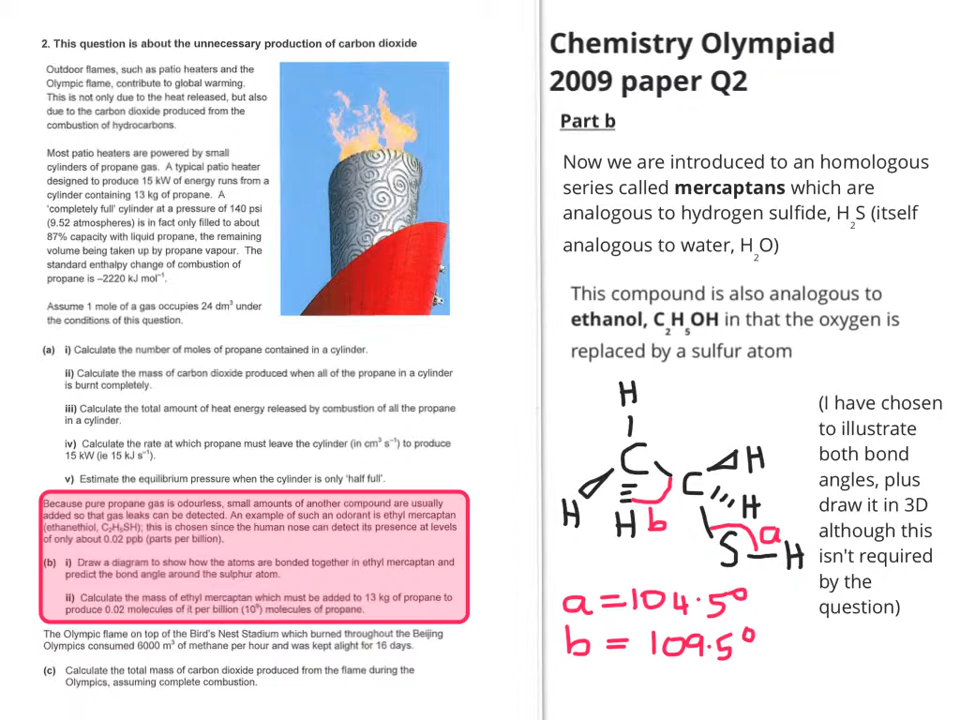 2. This question is about the unnecessary production of carbon dioxide
Outdoor flames, such as patio heaters and the
Olympic flame, contribute to global warming.
This is not only due to the heat released, but also
due to the carbon dioxide produced from the
combustion of hydrocarbons.
Most patio heaters are powered by small
cylinders of propane gas. A typical patio heater
designed to produce 15 kW of energy runs from a
cylinder containing 13 kg of propane. A
'completely full' cylinder at a pressure of 140 psi
(9.52 atmospheres) is in fact only filled to about
87% capacity with liquid propane, the remaining
volume being taken up by propane vapour. The
standard enthalpy change of combustion of
propane is –2220 kJ mol⁻¹.
Assume 1 mole of a gas occupies 24 dm³ under
the conditions of this question.
(a) i) Calculate the number of moles of propane contained in a cylinder.
ii) Calculate the mass of carbon dioxide produced when all of the propane in a cylinder
is burnt completely.
iii) Calculate the total amount of heat energy released by combustion of all the propane
in a cylinder.
iv) Calculate the rate at which propane must leave the cylinder (in cm³ s⁻¹) to produce
15 kW (ie 15 kJ s⁻¹).
v) Estimate the equilibrium pressure when the cylinder is only 'half full'.
Because pure propane gas is odourless, small amounts of another compound are usually
added so that gas leaks can be detected. An example of such an odorant is ethyl mercaptan
(ethanethiol, C₂H₅SH); this is chosen since the human nose can detect its presence at levels
of only about 0.02 ppb (parts per billion).
(b) i) Draw a diagram to show how the atoms are bonded together in ethyl mercaptan and
predict the bond angle around the sulphur atom.
ii) Calculate the mass of ethyl mercaptan which must be added to 13 kg of propane to
produce 0.02 molecules of it per billion (10⁹) molecules of propane.
The Olympic flame on top of the Bird's Nest Stadium which burned throughout the Beijing
Olympics consumed 6000 m³ of methane per hour and was kept alight for 16 days.
(c) Calculate the total mass of carbon dioxide produced from the flame during the
Olympics, assuming complete combustion.
Chemistry Olympiad
2009 paper Q2
Part b
Now we are introduced to an homologous
series called mercaptans which are
analogous to hydrogen sulfide, H₂S (itself
analogous to water, H₂O)
This compound is also analogous to
ethanol, C₂H₅OH in that the oxygen is
replaced by a sulfur atom
H
C
C H
H
H
H b
a
S H
(I have chosen
to illustrate
both bond
angles, plus
draw it in 3D
although this
isn't required
by the
question)
a = 104.5°
b = 109.5°